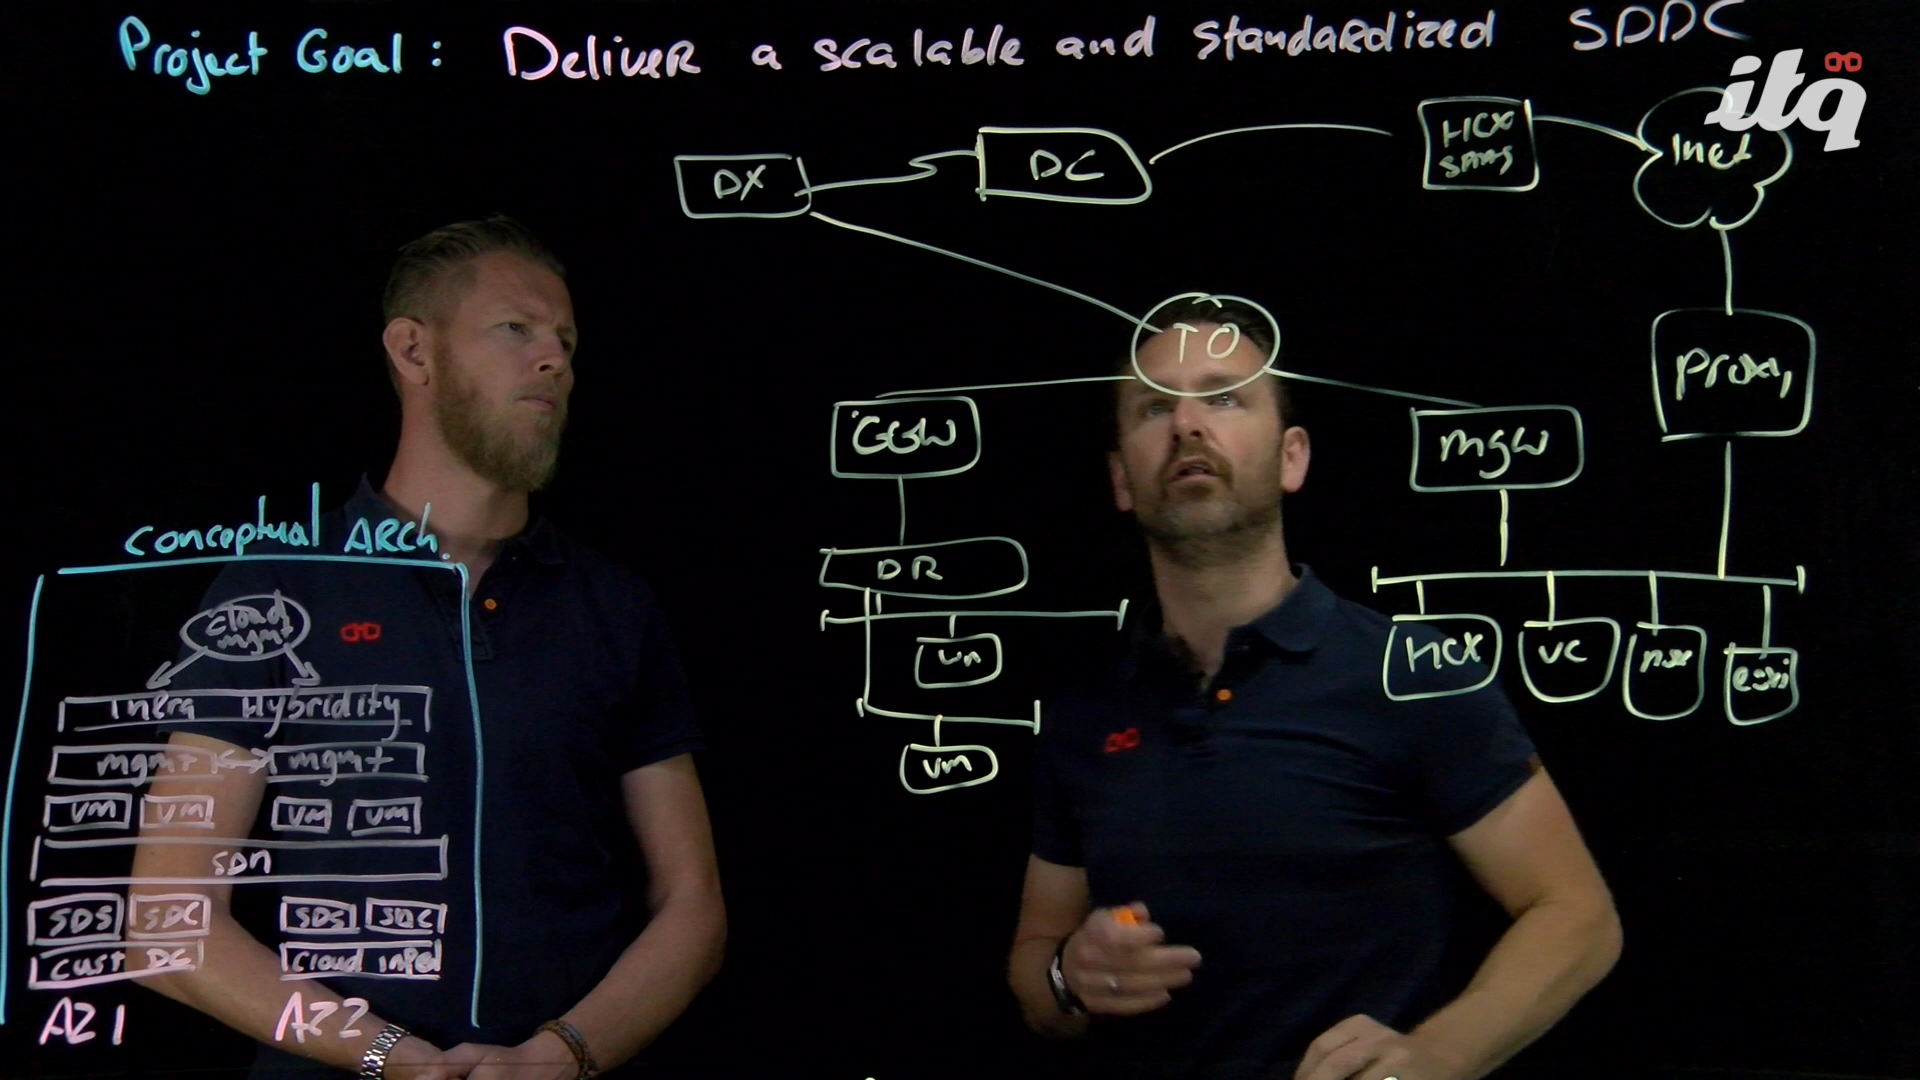 Project Goal: Deliver a scalable and standardized SDDC
itq
DX
DC
HCX
SAAS
Inet
T0
CGW
MGW
Proxy
DR
vm
vm
HCX
VC
nsx
esxi
Conceptual ARCh.
cloud
mgmt
Infra Hybridity
mgmt
mgmt
vm
vm
vm
vm
SDN
SDS
SDC
SDS
SDC
Cust DC
Cloud infra
AZ1
AZ2